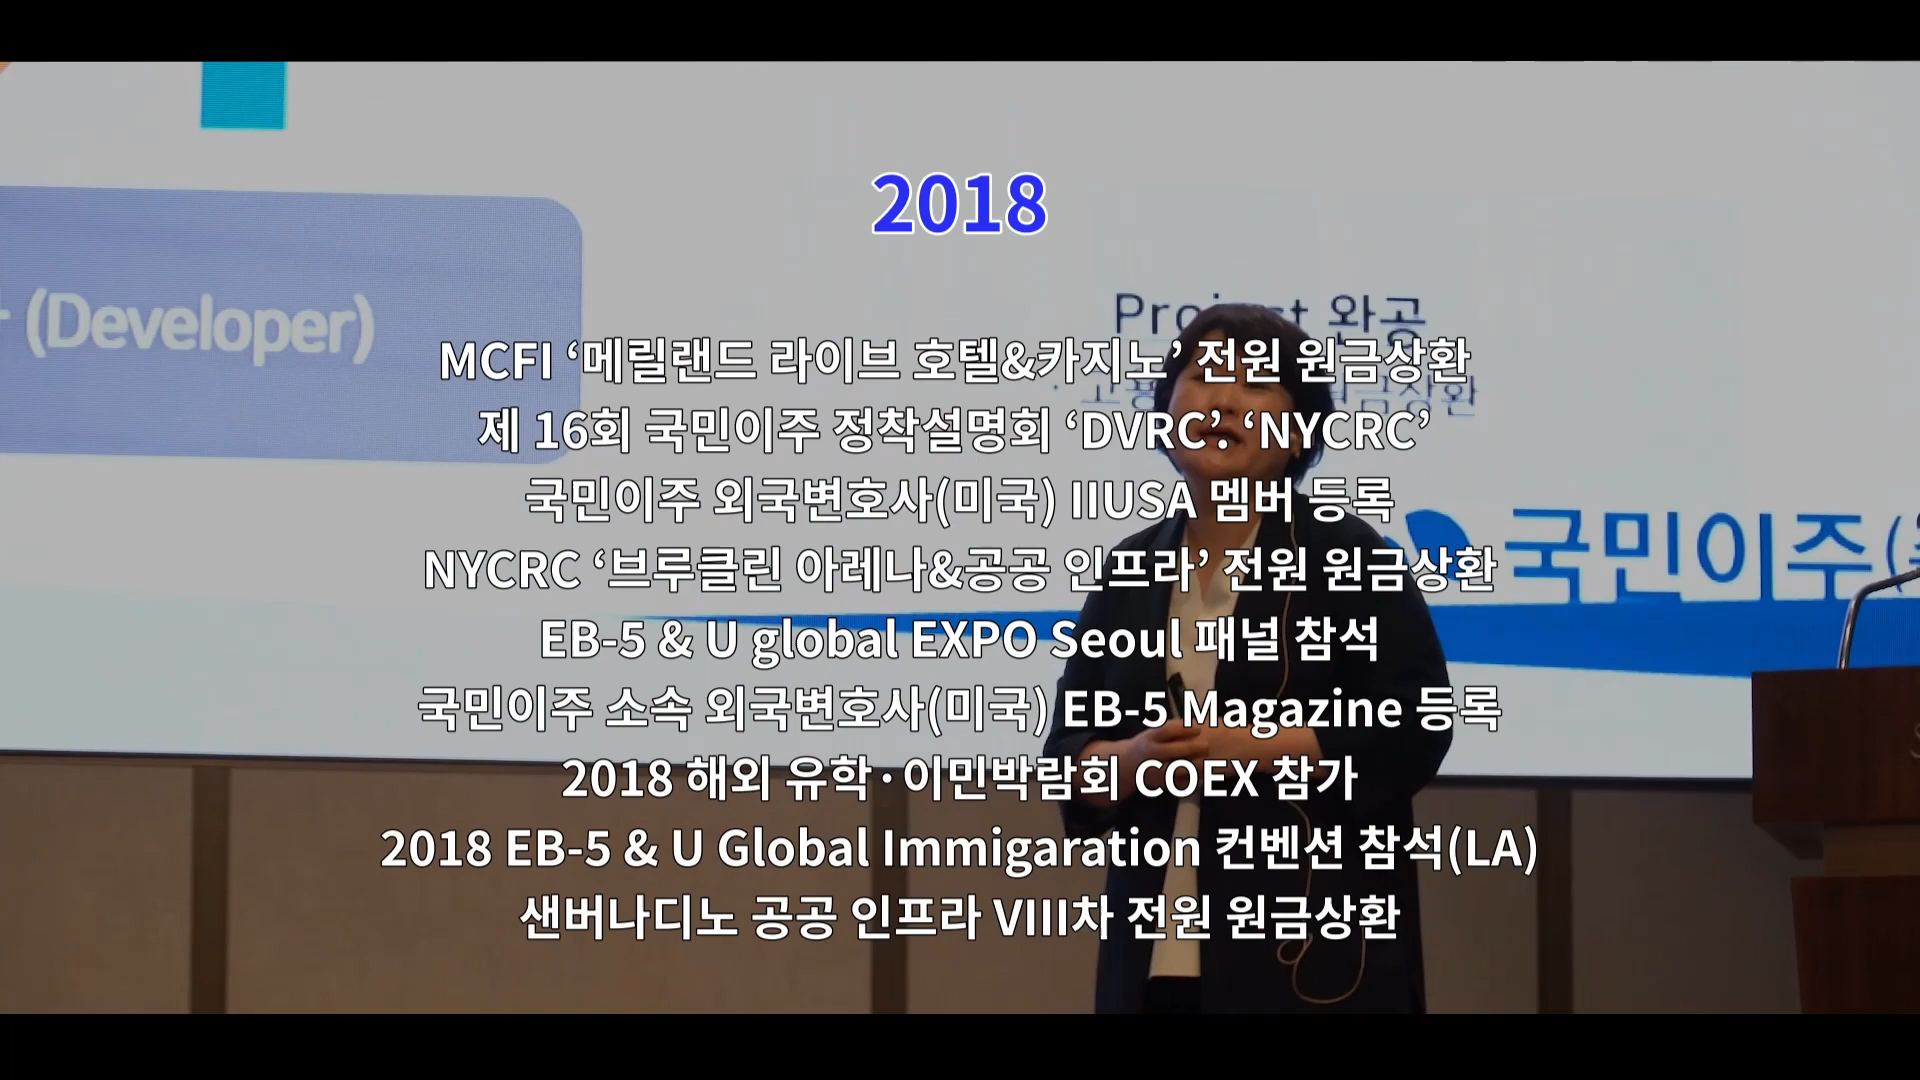 2018
(Developer)
Project 완공
MCFI ‘메릴랜드 라이브 호텔&카지노’ 전원 원금상환
원금상환
제 16회 국민이주 정착설명회 ‘DVRC’.‘NYCRC’
국민이주 외국변호사(미국) IIUSA 멤버 등록
국민이주(
NYCRC ‘브루클린 아레나&공공 인프라’ 전원 원금상환
EB-5 & U global EXPO Seoul 패널 참석
국민이주 소속 외국변호사(미국) EB-5 Magazine 등록
2018 해외 유학·이민박람회 COEX 참가
2018 EB-5 & U Global Immigaration 컨벤션 참석(LA)
샌버나디노 공공 인프라 VIII차 전원 원금상환